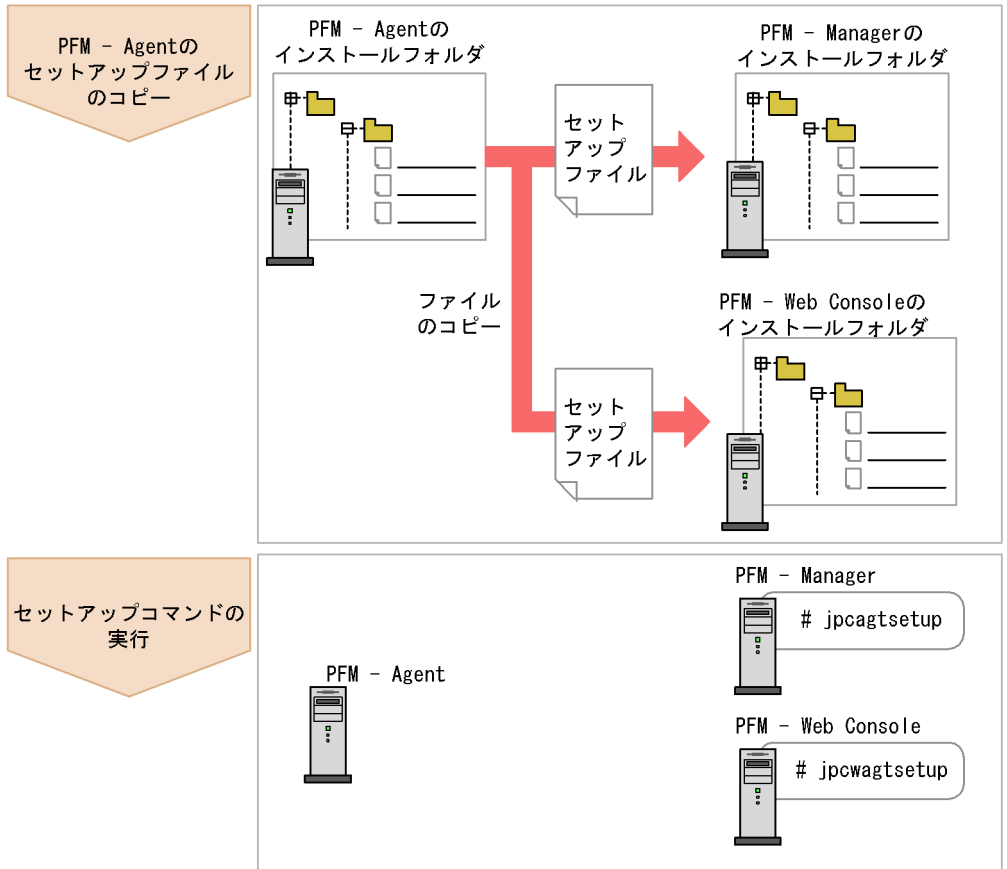 PFM － Agentの
セットアップファイル
のコピー
PFM － Agentの
インストールフォルダ
PFM － Managerの
インストールフォルダ
セット
アップ
ファイル
ファイル
のコピー
PFM － Web Consoleの
インストールフォルダ
セット
アップ
ファイル
セットアップコマンドの
実行
PFM － Manager
# jpcagtsetup
PFM － Agent
PFM － Web Console
# jpcwagtsetup